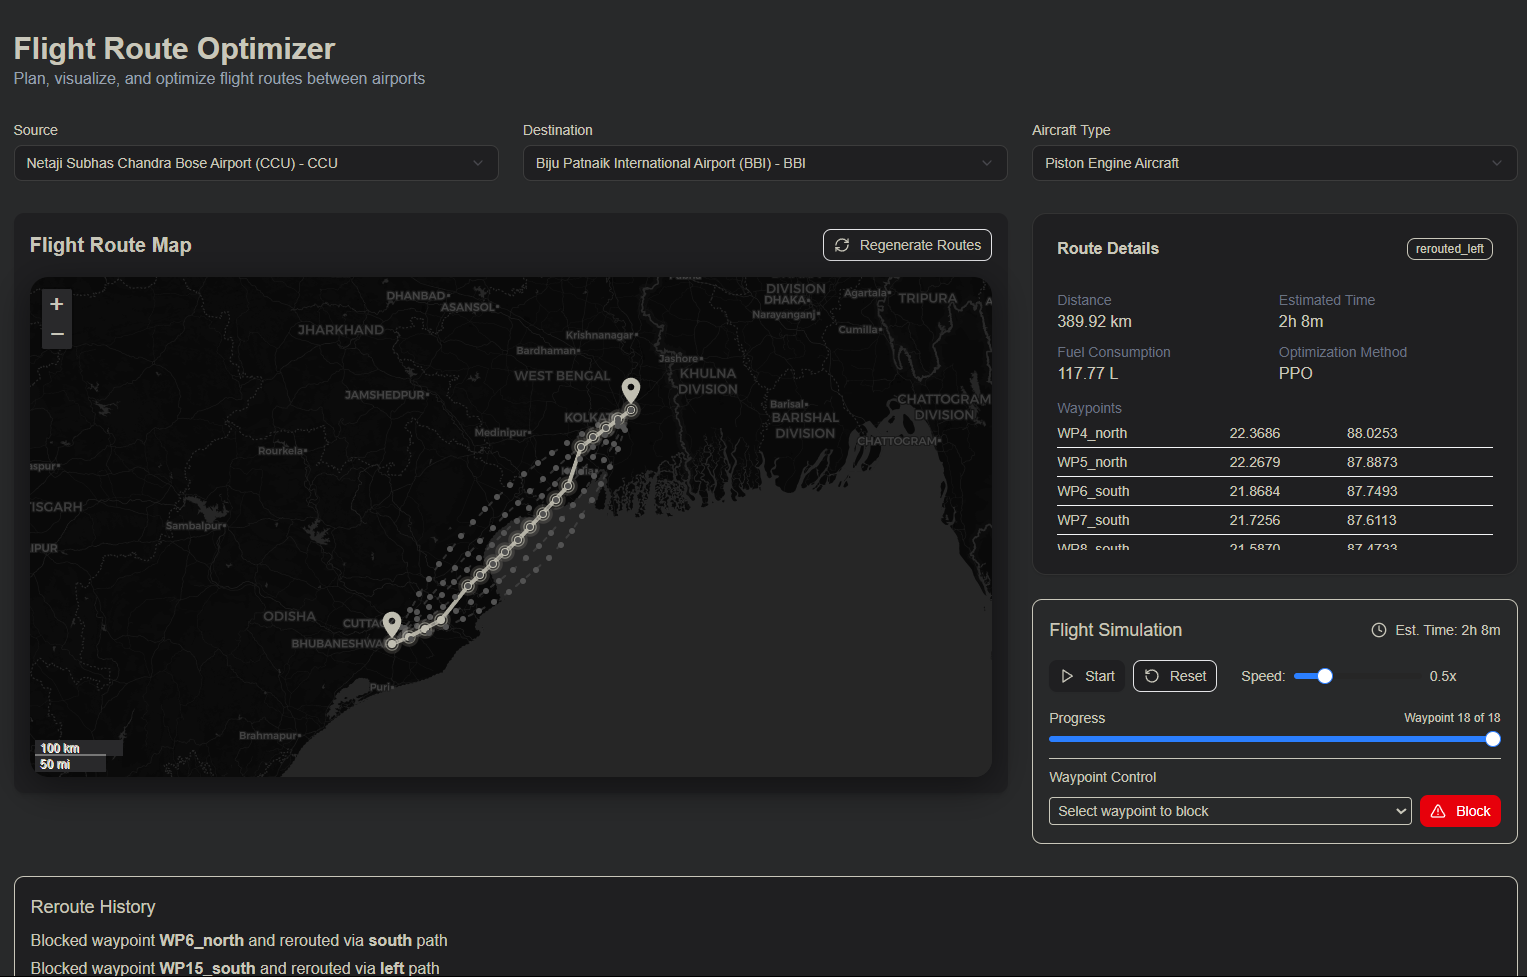 Flight Route Optimizer
Plan, visualize, and optimize flight routes between airports
Source
Destination
Aircraft Type
Netaji Subhas Chandra Bose Airport (CCU) - CCU
Biju Patnaik International Airport (BBI) - BBI
Piston Engine Aircraft
Flight Route Map
Regenerate Routes
+
−
DHANBAD
ASANSOL
JHARKHAND
Krishnanagar
Bardhaman
WEST BENGAL
JAMSHEDPUR
KOLKAT
Medinipur
Rourkela
aspur
TISGARH
Sambalpur
IPUR
ODISHA
CUTTA
BHUBANESHWA
Puri
Brahmapur
DIVISION
DHAKA
Narayanganj
Agartala
TRIPURA
A
Cumilla
Jashore
KHULNA
DIVISION
Barisal
BARISHAL
DIVISION
CHATTOGRAM
DIVISION
CHATTOGRAM
100 km
50 mi
Route Details
rerouted_left
Distance
Estimated Time
389.92 km
2h 8m
Fuel Consumption
Optimization Method
117.77 L
PPO
Waypoints
WP4_north 22.3686 88.0253
WP5_north 22.2679 87.8873
WP6_south 21.8684 87.7493
WP7_south 21.7256 87.6113
WP8_south 21.5870 87.4733
Flight Simulation
Est. Time: 2h 8m
Start
Reset
Speed:
0.5x
Progress
Waypoint 18 of 18
Waypoint Control
Select waypoint to block
Block
Reroute History
Blocked waypoint WP6_north and rerouted via south path
Blocked waypoint WP15_south and rerouted via left path